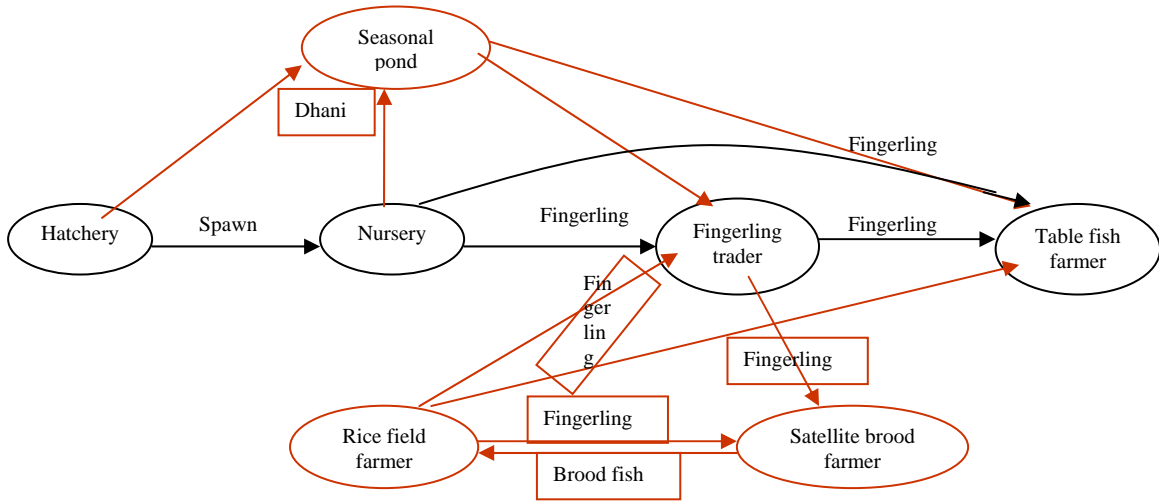 Seasonal
pond
Dhani
Fingerling
Hatchery
Spawn
Nursery
Fingerling
Fingerling
trader
Fingerling
Table fish
farmer
Fin
ger
lin
g
Fingerling
Rice field
farmer
Fingerling
Brood fish
Satellite brood
farmer